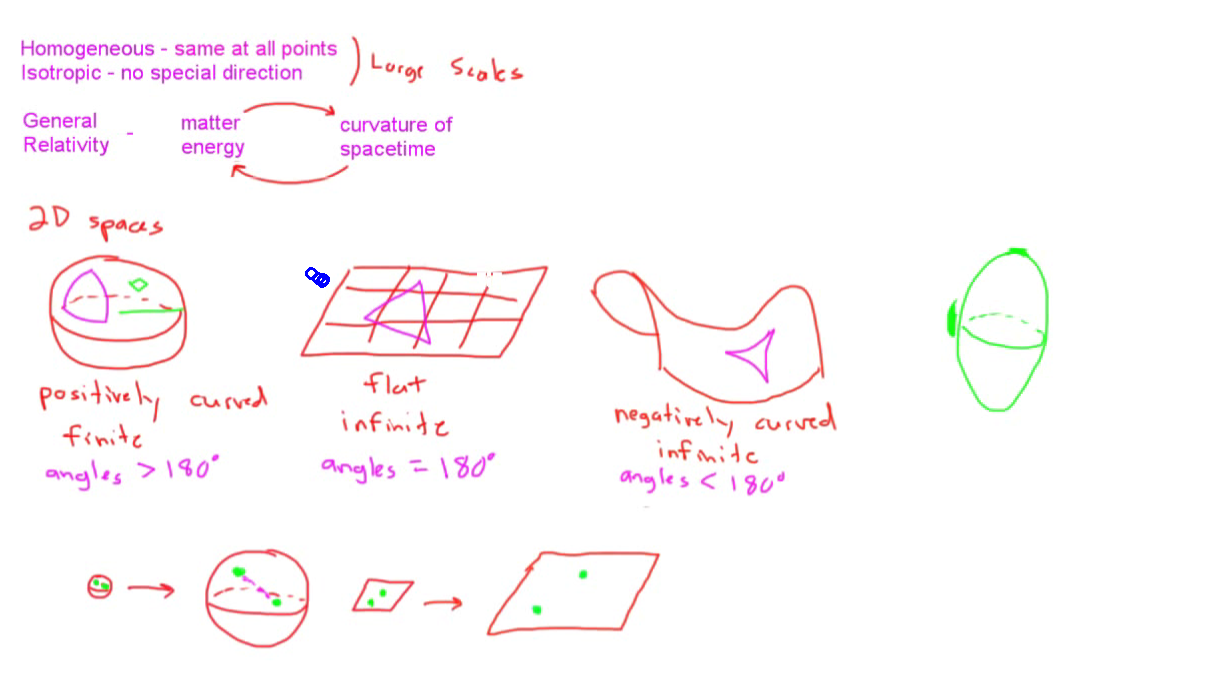 Homogeneous - same at all points
Isotropic - no special direction
Large Scales
General
Relativity
-
matter
energy
curvature of
spacetime
2D spaces
positively curved
finite
angles > 180°
flat
infinite
angles = 180°
negatively curved
infinite
angles < 180°